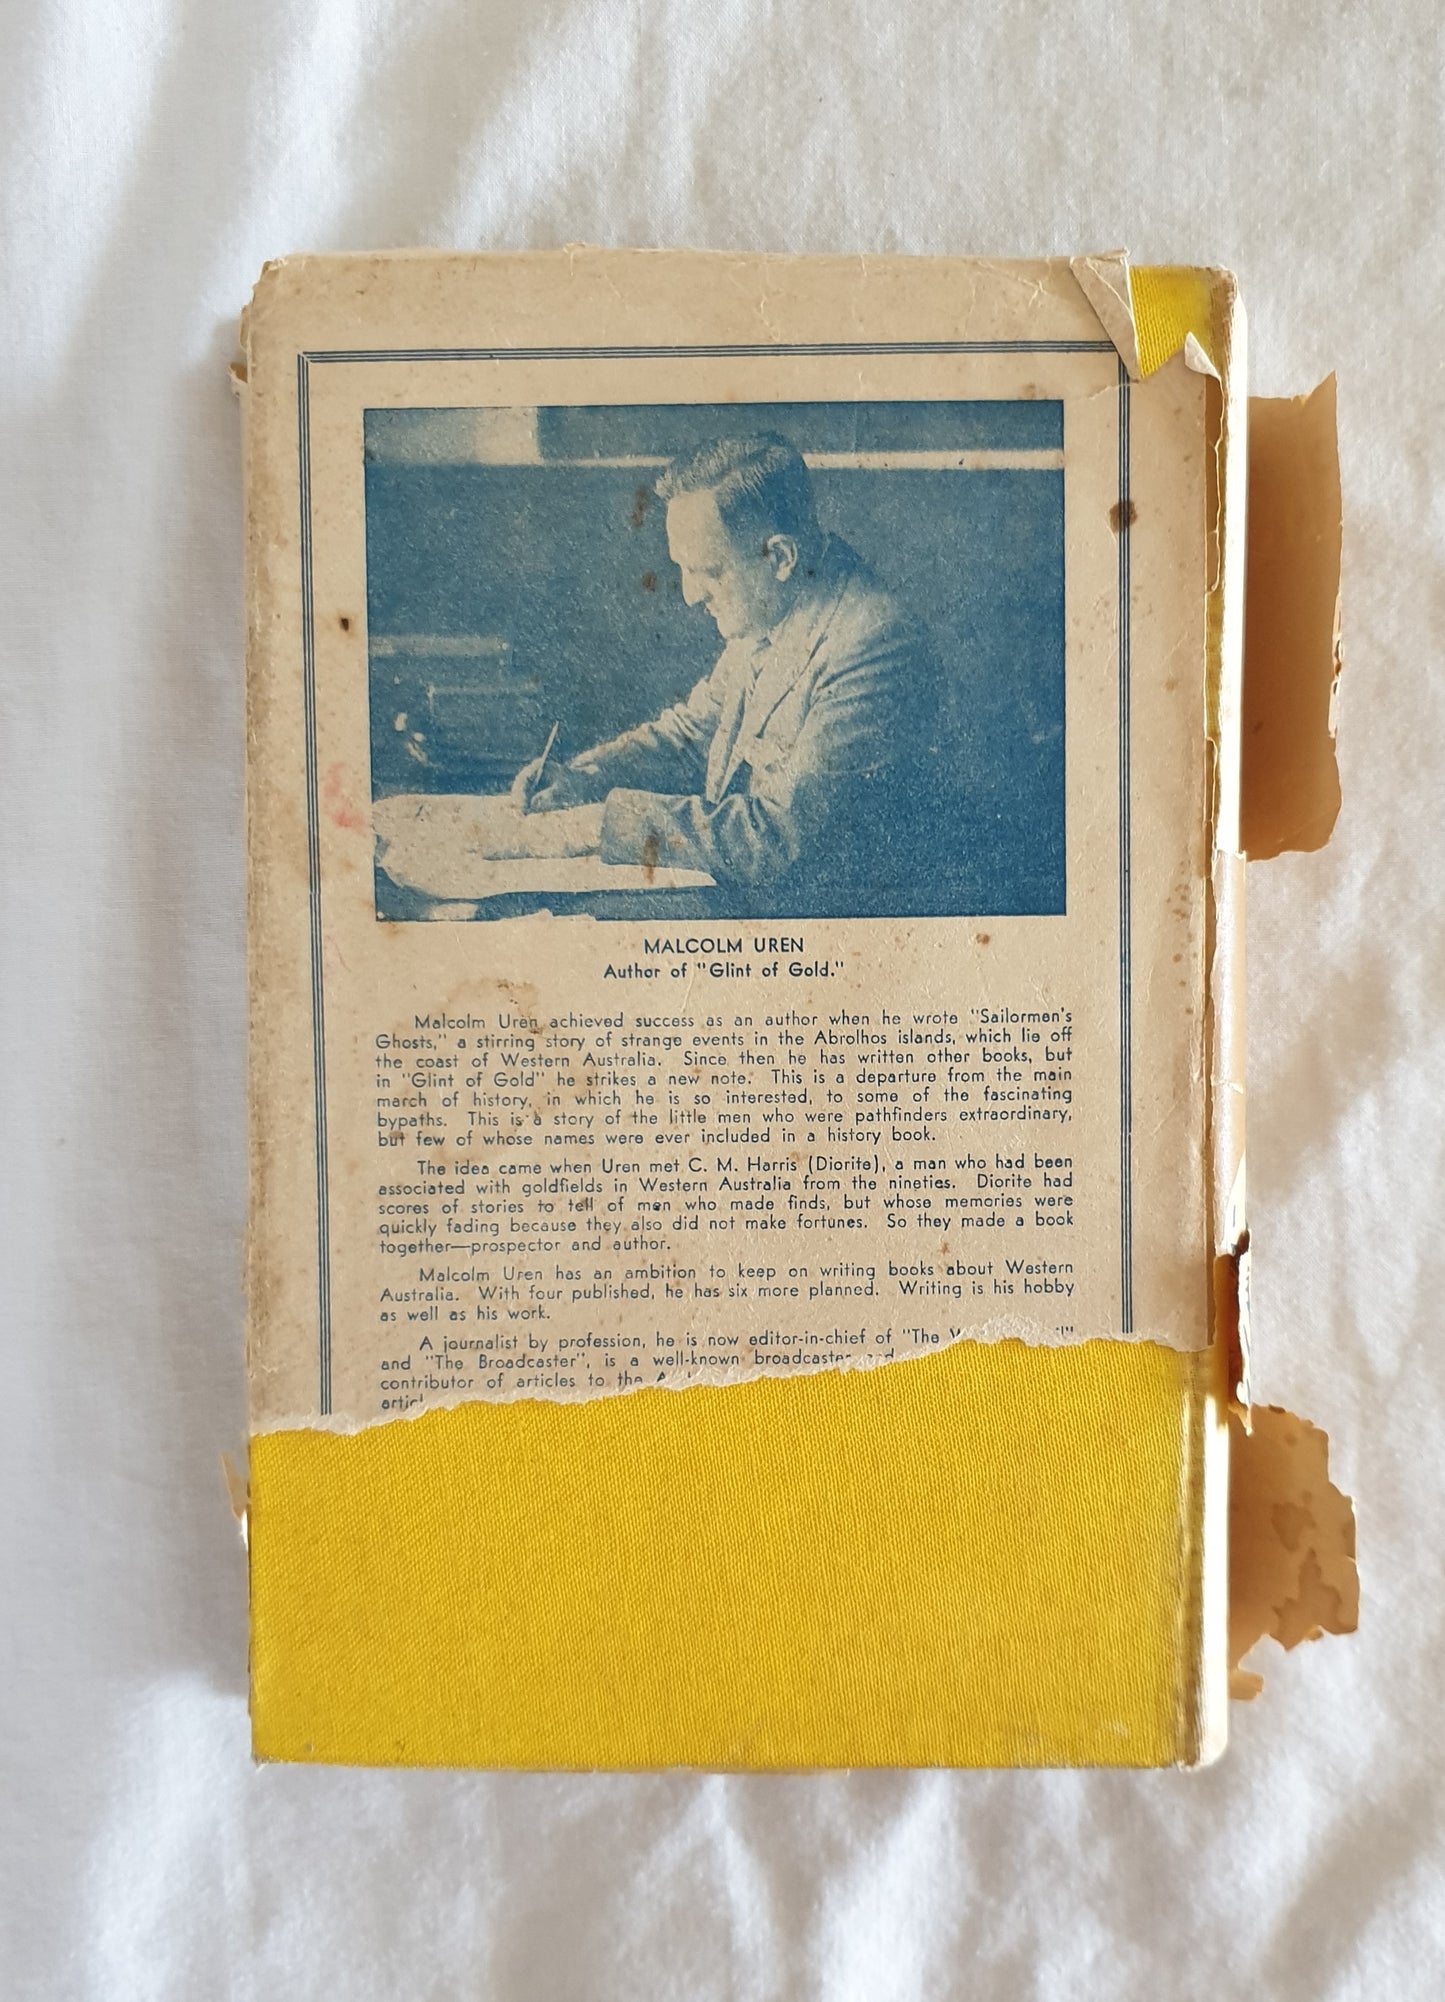 MALCOLM UREN
Author of "Glint of Gold."
Malcolm Uren achieved success as an author when he wrote "Sailormen's
Ghosts," a stirring story of strange events in the Abrolhos islands, which lie off
the coast of Western Australia. Since then he has written other books, but
in "Glint of Gold" he strikes a new note. This is a departure from the main
march of history, in which he is so interested, to some of the fascinating
bypaths. This is a story of the little men who were pathfinders extraordinary,
but few of whose names were ever included in a history book.
The idea came when Uren met C. M. Harris (Diorite), a man who had been
associated with goldfields in Western Australia from the nineties. Diorite had
scores of stories to tell of men who made finds, but whose memories were
quickly fading because they also did not make fortunes. So they made a book
together—prospector and author.
Malcolm Uren has an ambition to keep on writing books about Western
Australia. With four published, he has six more planned. Writing is his hobby
as well as his work.
A journalist by profession, he is now editor-in-chief of "The
and "The Broadcaster", is a well-known broadcaster and
contributor of articles to the